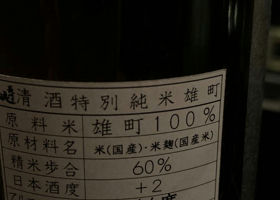 清酒特別純米雄町
原料米 雄町100%
原材料名 米(国産)・米麹(国産米)
精米歩合 60%
日本酒度 +2